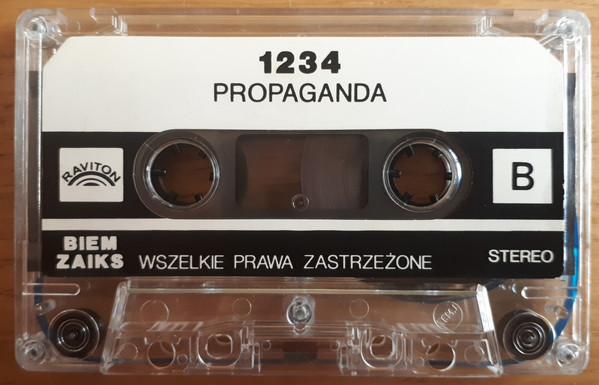 1234
PROPAGANDA
RAVITON
B
BIEM
ZAIKS
WSZELKIE PRAWA ZASTRZEŻONE
STEREO